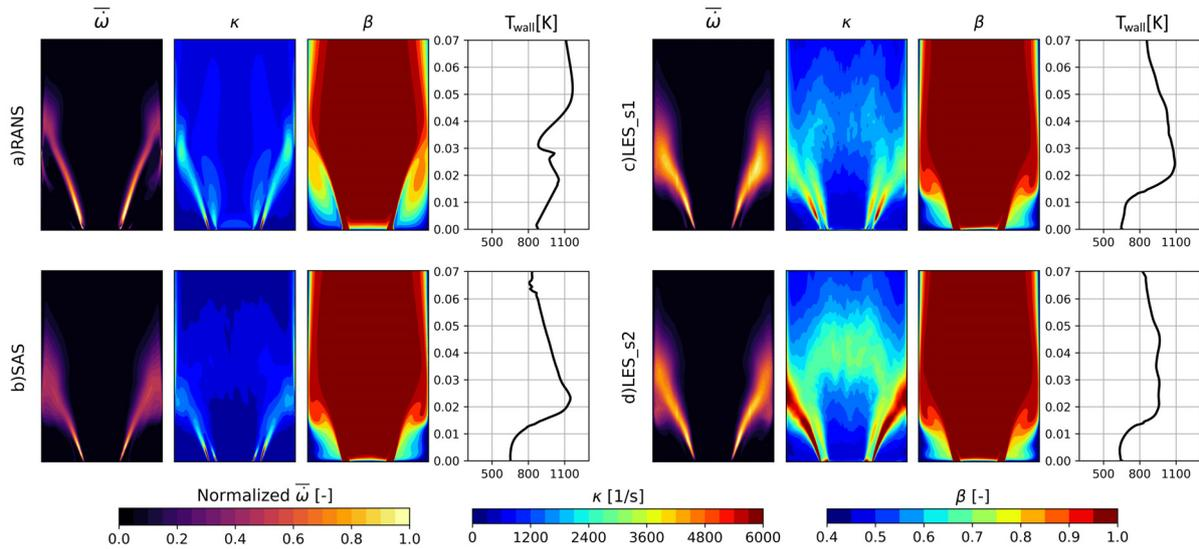 ω̇̅ κ β T_wall[K] ω̇̅ κ β T_wall[K]
a)RANS
0.07
0.06
0.05
0.04
0.03
0.02
0.01
0.00
500 800 1100
c)LES_s1
0.07
0.06
0.05
0.04
0.03
0.02
0.01
0.00
500 800 1100
b)SAS
0.07
0.06
0.05
0.04
0.03
0.02
0.01
0.00
500 800 1100
d)LES_s2
0.07
0.06
0.05
0.04
0.03
0.02
0.01
0.00
500 800 1100
Normalized ω̇̅ [-]
0.0 0.2 0.4 0.6 0.8 1.0
κ [1/s]
0 1200 2400 3600 4800 6000
β [-]
0.4 0.5 0.6 0.7 0.8 0.9 1.0